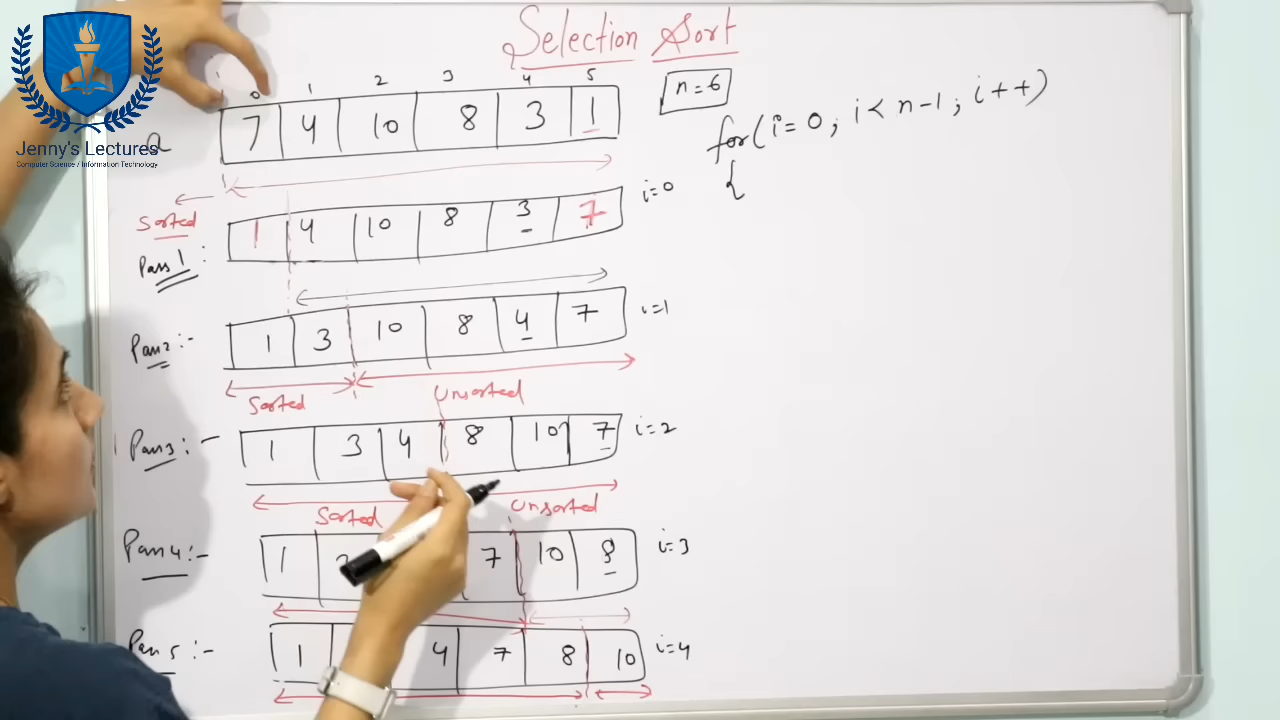 Selection Sort
0 1 2 3 4 5
n=6
a 7 4 10 8 3 1
for(i=0; i<n-1; i++)
{
Jenny's Lectures
Computer Science / Information Technology
Sorted
Pass 1 : 1 4 10 8 3 7 i=0
Pass 2 :- 1 3 10 8 4 7 i=1
Sorted Unsorted
Pass 3 :- 1 3 4 8 10 7 i=2
Sorted Unsorted
Pass 4 :- 1 7 10 8 i=3
Pass 5 :- 1 4 7 8 10 i=4